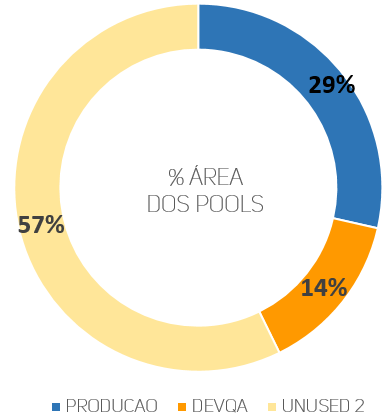 29%
% ÁREA
DOS POOLS
57%
14%
PRODUCAO DEVQA UNUSED 2